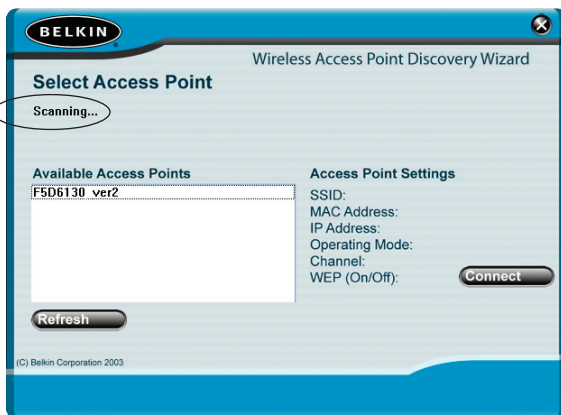 BELKIN
Wireless Access Point Discovery Wizard
Select Access Point
Scanning...
Available Access Points
F5D6130 ver2
Refresh
Access Point Settings
SSID:
MAC Address:
IP Address:
Operating Mode:
Channel:
WEP (On/Off):
Connect
(C) Belkin Corporation 2003